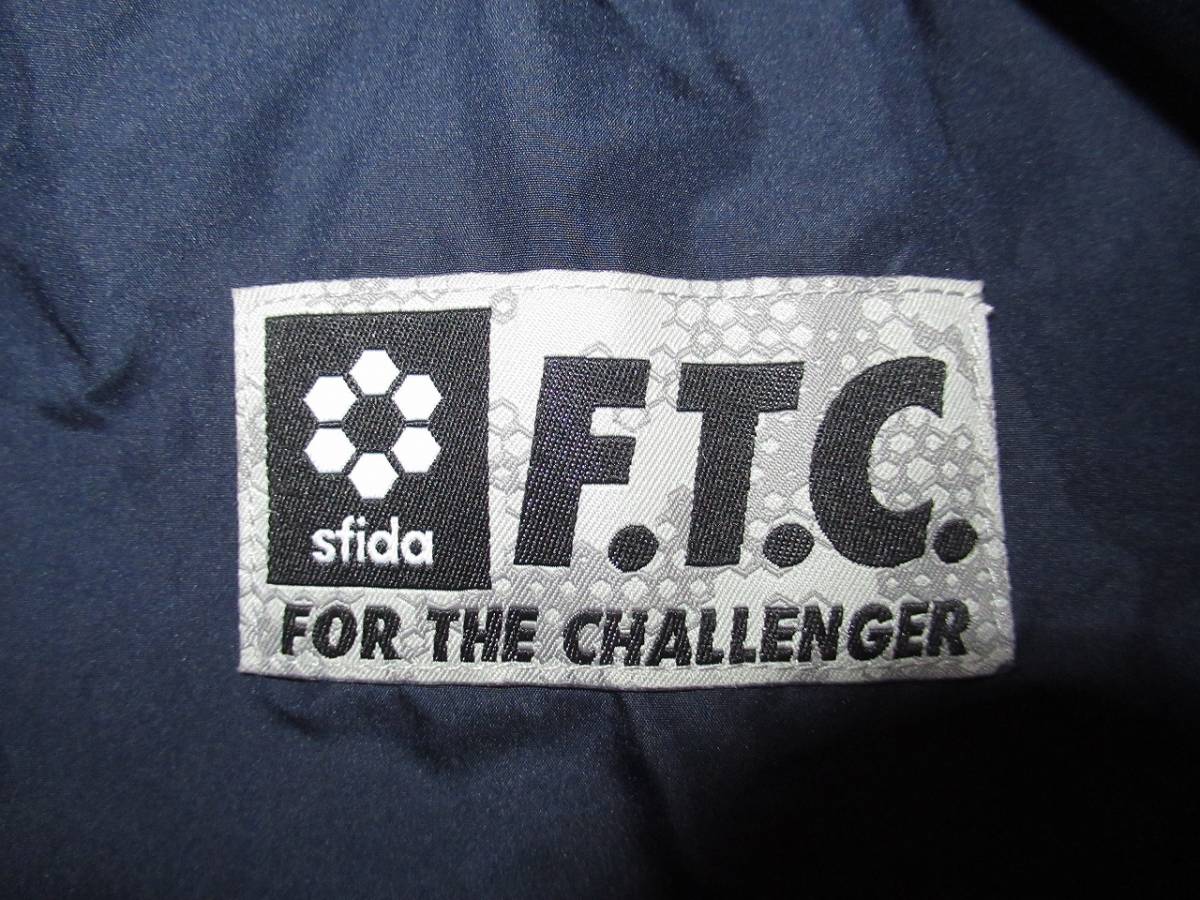 sfida
F.T.C.
FOR THE CHALLENGER